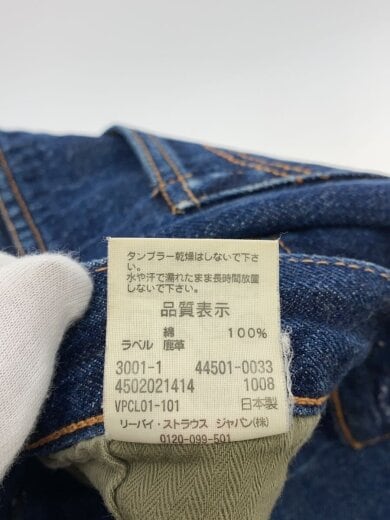 タンブラー乾燥はしないで下さ
い。
水や汗で濡れたまま長時間放置
しないで下さい。
品質表示
綿 100%
ラベル 鹿革
3001-1 44501-0033
4502021414 1008
VPCL01-101 日本製
リーバイ・ストラウス ジャパン(株)
0120-099-501